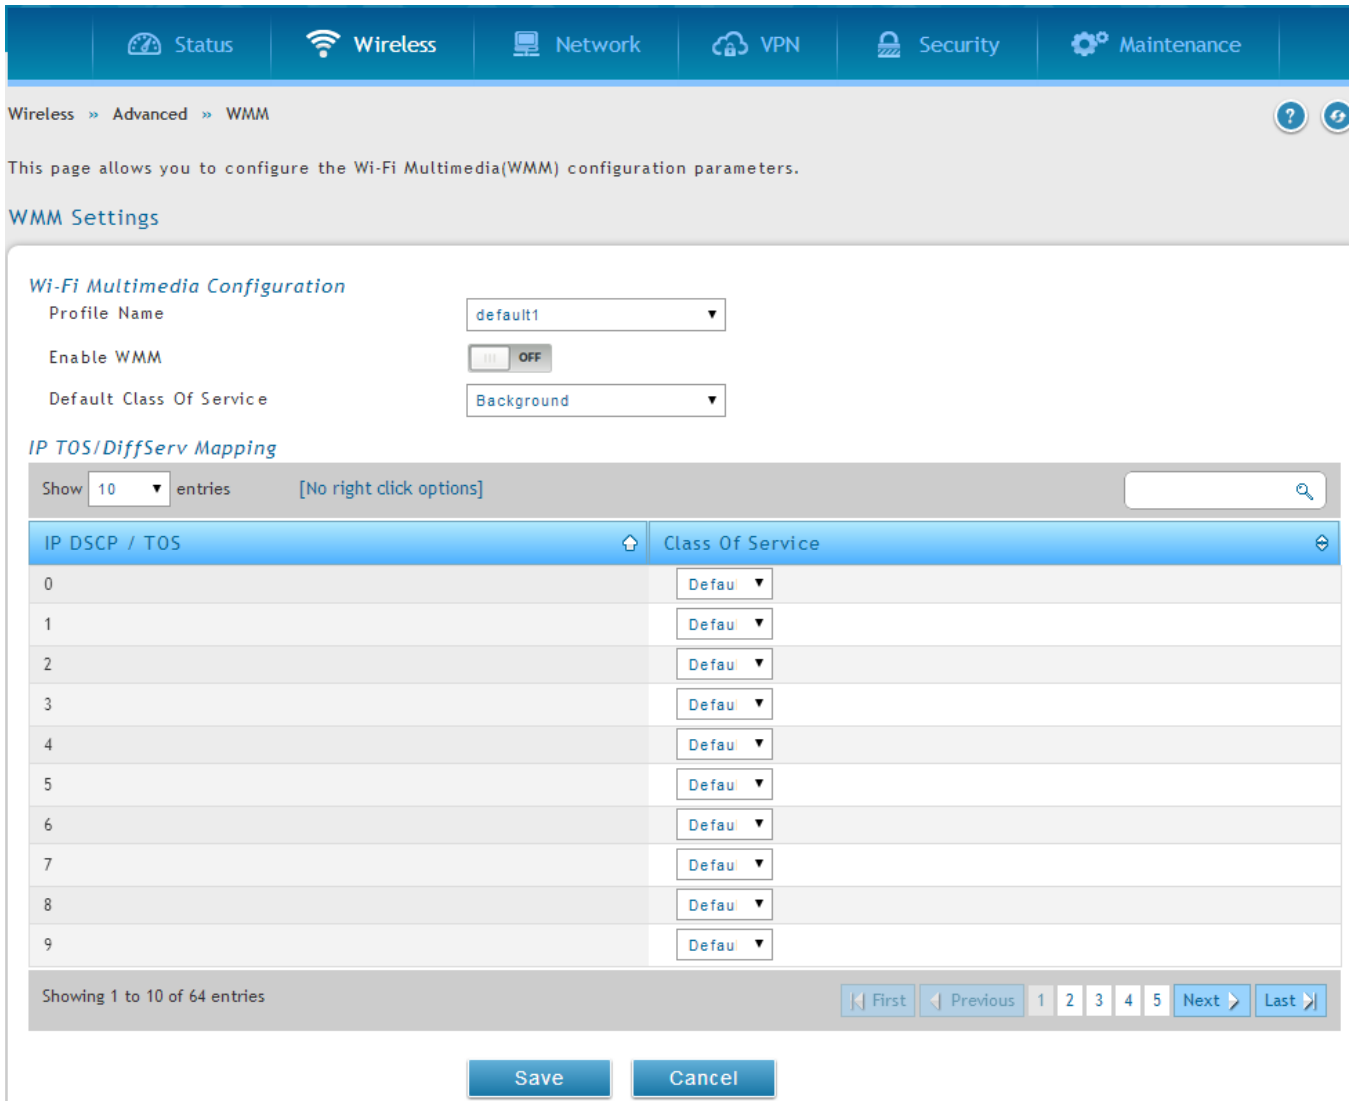 Status Wireless Network VPN Security Maintenance
Wireless » Advanced » WMM
This page allows you to configure the Wi-Fi Multimedia(WMM) configuration parameters.
WMM Settings
Wi-Fi Multimedia Configuration
Profile Name default1
Enable WMM OFF
Default Class Of Service Background
IP TOS/DiffServ Mapping
Show 10 entries [No right click options]
IP DSCP / TOS Class Of Service
0 Defau
1 Defau
2 Defau
3 Defau
4 Defau
5 Defau
6 Defau
7 Defau
8 Defau
9 Defau
Showing 1 to 10 of 64 entries First Previous 1 2 3 4 5 Next Last
Save Cancel